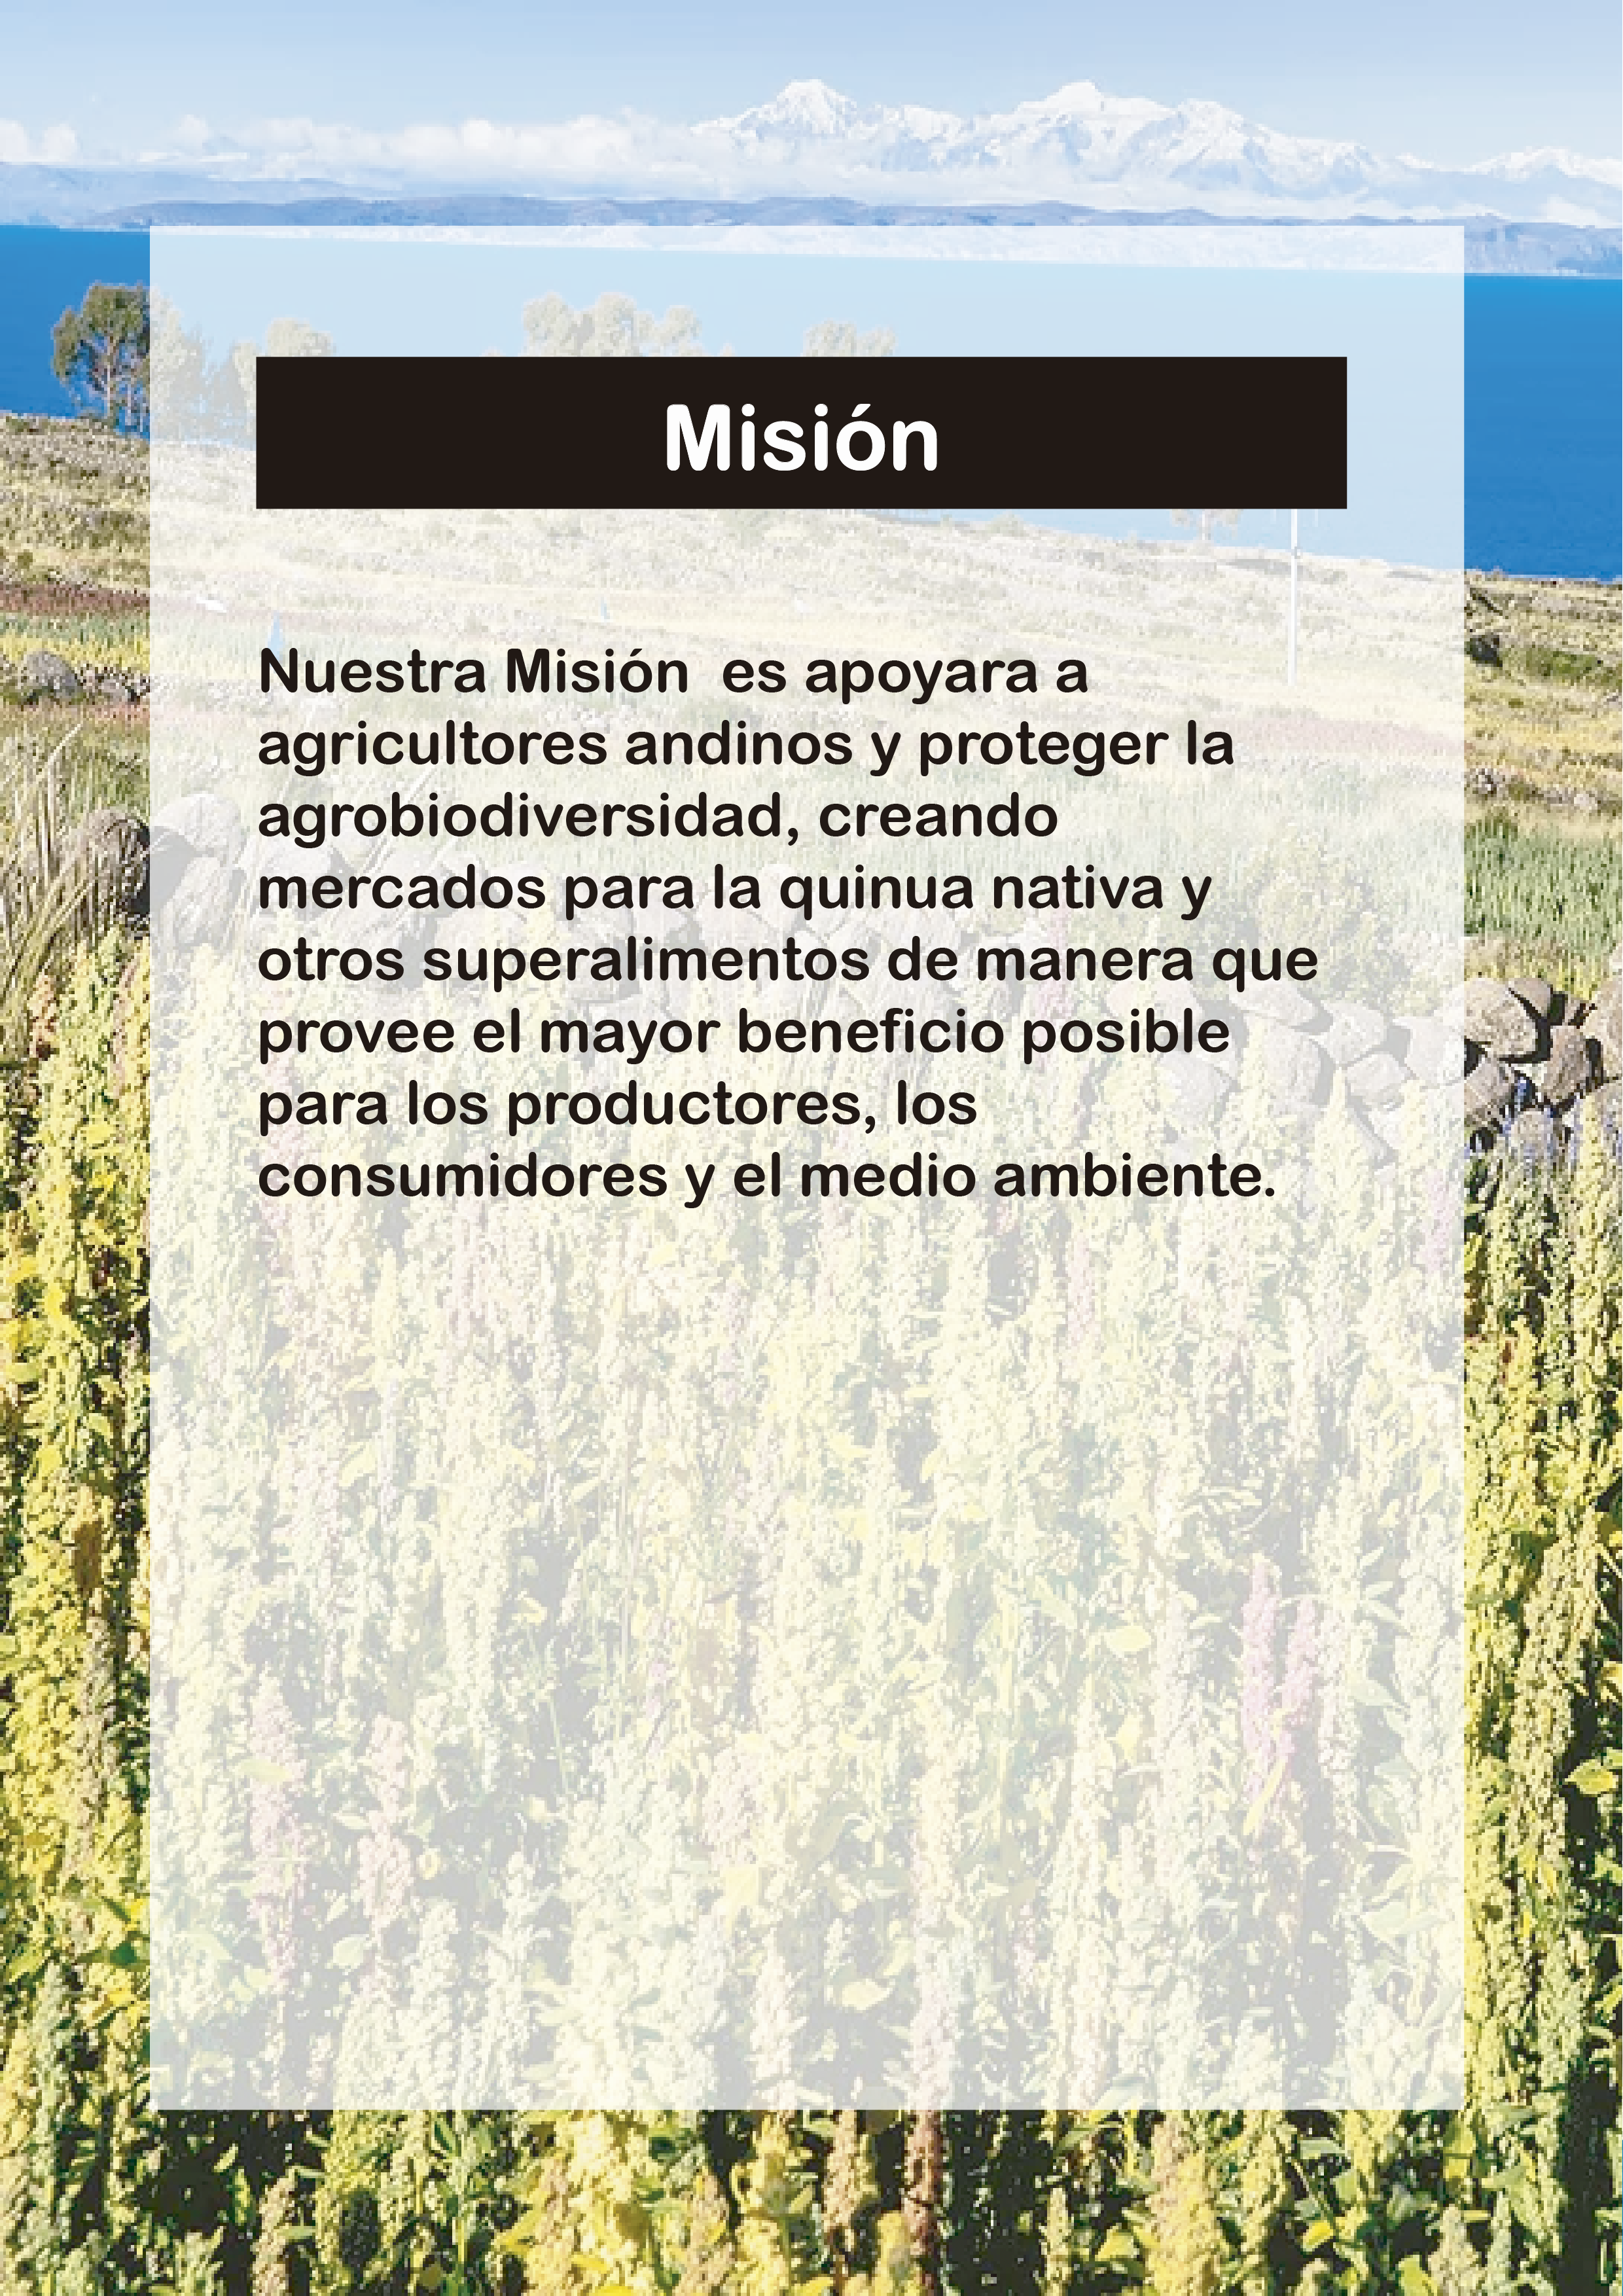 Misión
Nuestra Misión  es apoyara a
agricultores andinos y proteger la
agrobiodiversidad, creando
mercados para la quinua nativa y
otros superalimentos de manera que
provee el mayor beneficio posible
para los productores, los
consumidores y el medio ambiente.